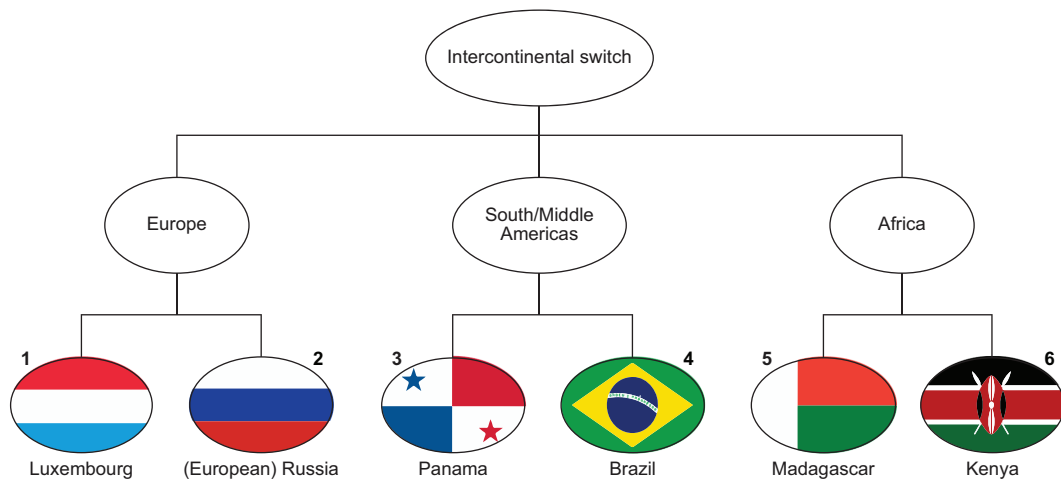 Intercontinental switch
Europe
South/Middle
Americas
Africa
1
2
3
4
5
6
Luxembourg
(European) Russia
Panama
Brazil
Madagascar
Kenya